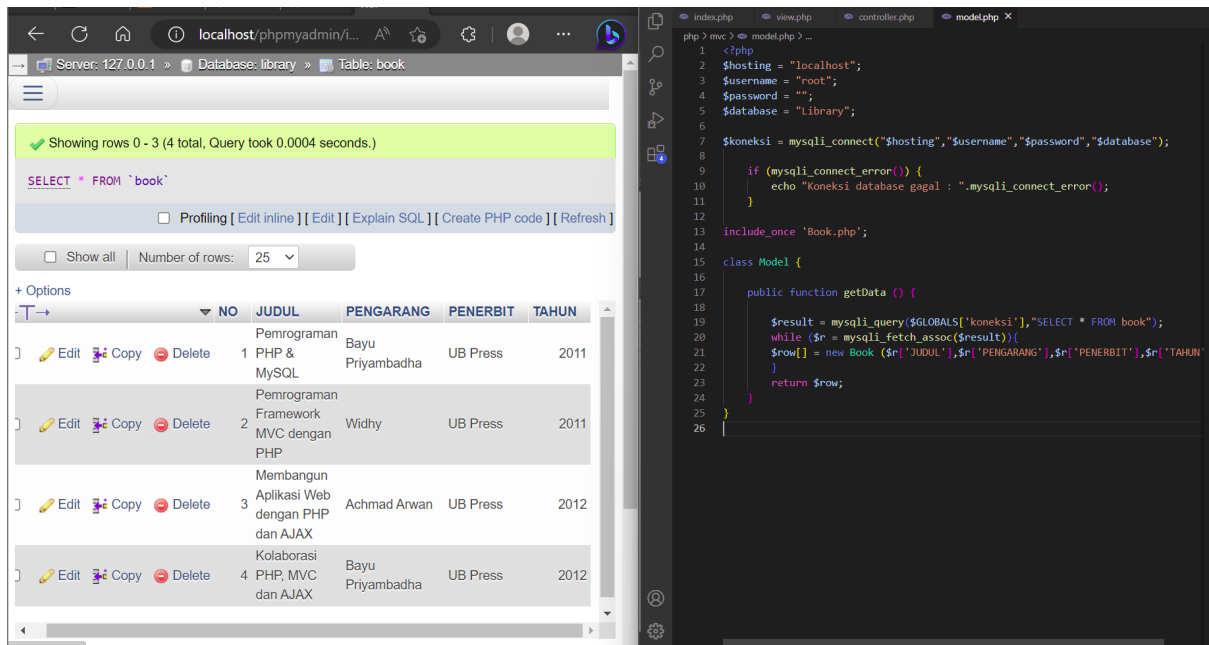 localhost/phpmyadmin/i...
Server: 127.0.0.1 » Database: library » Table: book
Showing rows 0 - 3 (4 total, Query took 0.0004 seconds.)
SELECT * FROM `book`
Profiling [ Edit inline ] [ Edit ] [ Explain SQL ] [ Create PHP code ] [ Refresh ]
Show all Number of rows: 25
+ Options
NO JUDUL PENGARANG PENERBIT TAHUN
Edit Copy Delete 1 Pemrograman PHP & MySQL Bayu Priyambadha UB Press 2011
Edit Copy Delete 2 Pemrograman Framework MVC dengan PHP Widhy UB Press 2011
Edit Copy Delete 3 Membangun Aplikasi Web dengan PHP dan AJAX Achmad Arwan UB Press 2012
Edit Copy Delete 4 Kolaborasi PHP, MVC dan AJAX Bayu Priyambadha UB Press 2012
index.php view.php controller.php model.php
php > mvc > model.php > ...
1 <?php
2 $hosting = "localhost";
3 $username = "root";
4 $password = "";
5 $database = "Library";
6
7 $koneksi = mysqli_connect("$hosting","$username","$password","$database");
8
9 if (mysqli_connect_error()) {
10 echo "Koneksi database gagal : ".mysqli_connect_error();
11 }
12
13 include_once 'Book.php';
14
15 class Model {
16
17 public function getData () {
18
19 $result = mysqli_query($GLOBALS['koneksi'],"SELECT * FROM book");
20 while ($r = mysqli_fetch_assoc($result)){
21 $row[] = new Book ($r['JUDUL'],$r['PENGARANG'],$r['PENERBIT'],$r['TAHUN'
22 }
23 return $row;
24 }
25 }
26
4